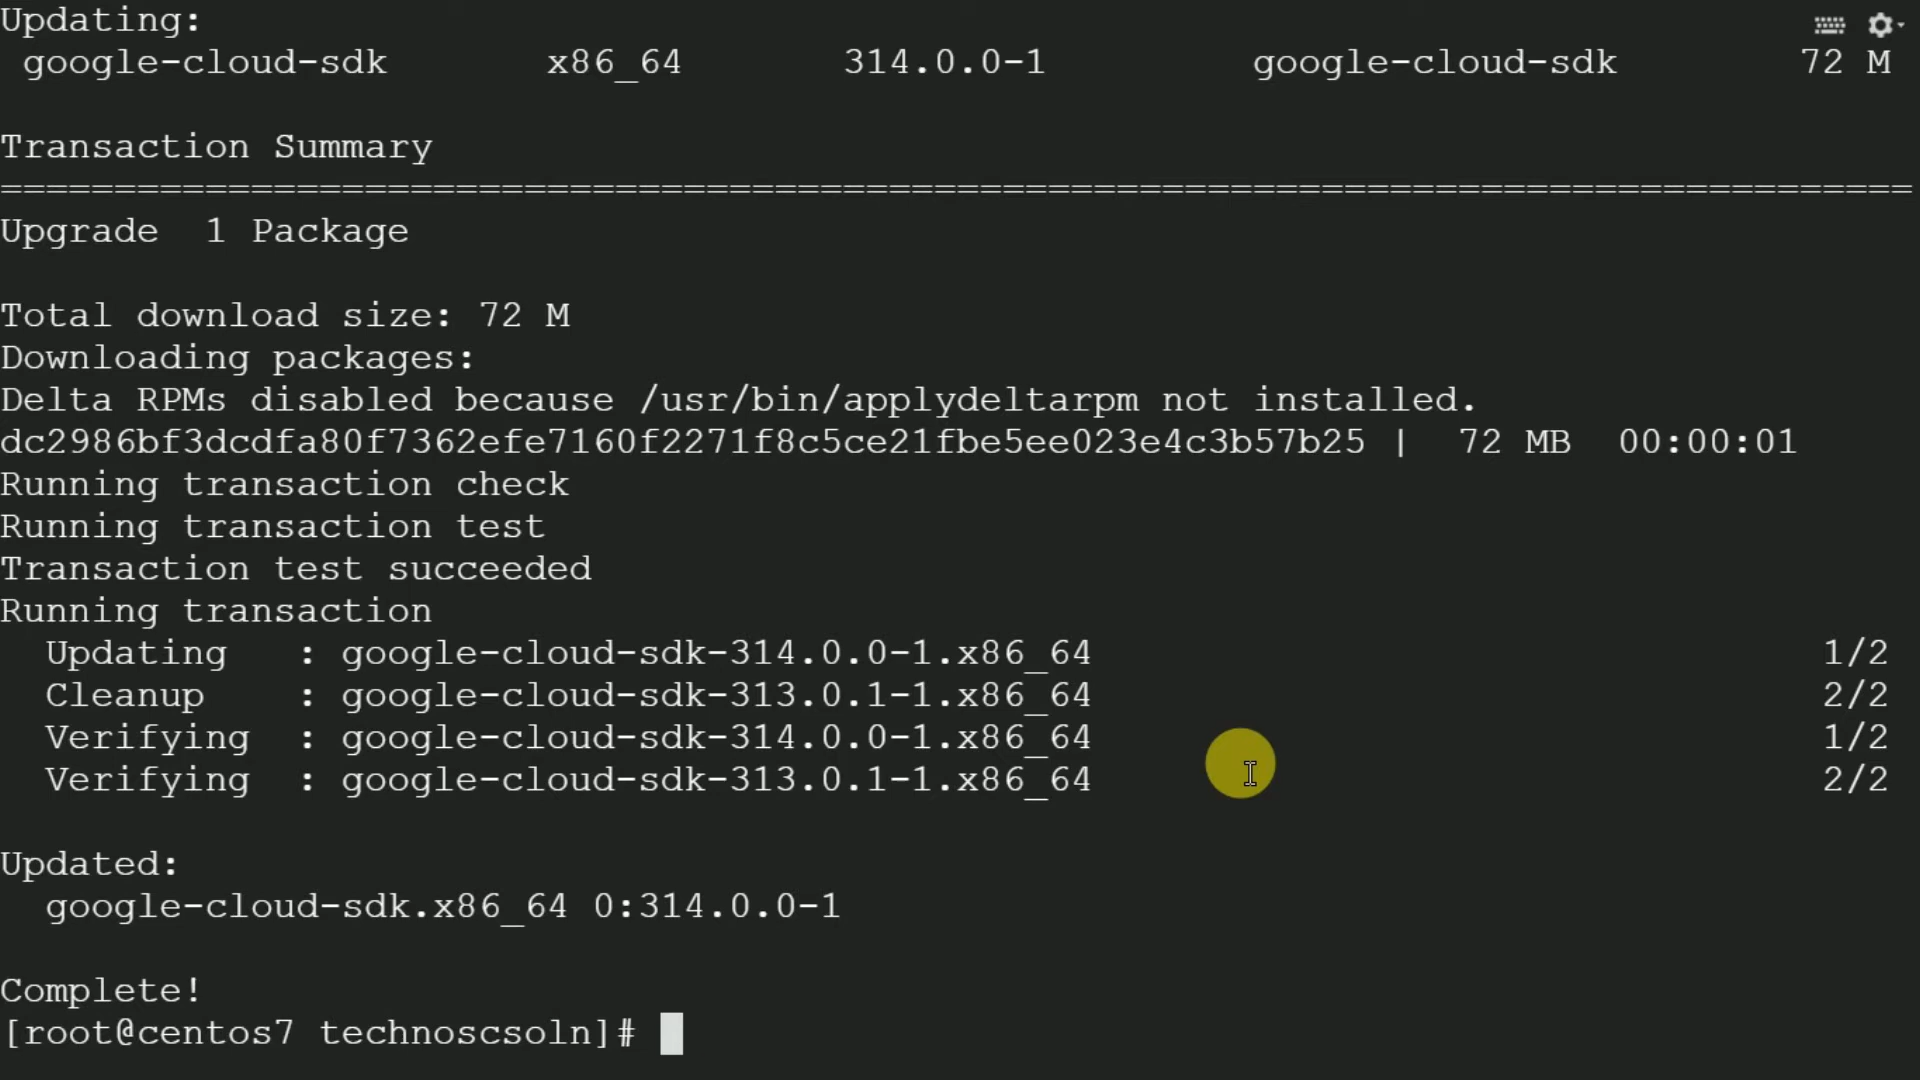 Updating:
google-cloud-sdk x86_64 314.0.0-1 google-cloud-sdk 72 M
Transaction Summary
====================================================================================
Upgrade 1 Package
Total download size: 72 M
Downloading packages:
Delta RPMs disabled because /usr/bin/applydeltarpm not installed.
dc2986bf3dcdfa80f7362efe7160f2271f8c5ce21fbe5ee023e4c3b57b25 | 72 MB 00:00:01
Running transaction check
Running transaction test
Transaction test succeeded
Running transaction
Updating : google-cloud-sdk-314.0.0-1.x86_64 1/2
Cleanup : google-cloud-sdk-313.0.1-1.x86_64 2/2
Verifying : google-cloud-sdk-314.0.0-1.x86_64 1/2
Verifying : google-cloud-sdk-313.0.1-1.x86_64 2/2
Updated:
google-cloud-sdk.x86_64 0:314.0.0-1
Complete!
[root@centos7 technoscsoln]#